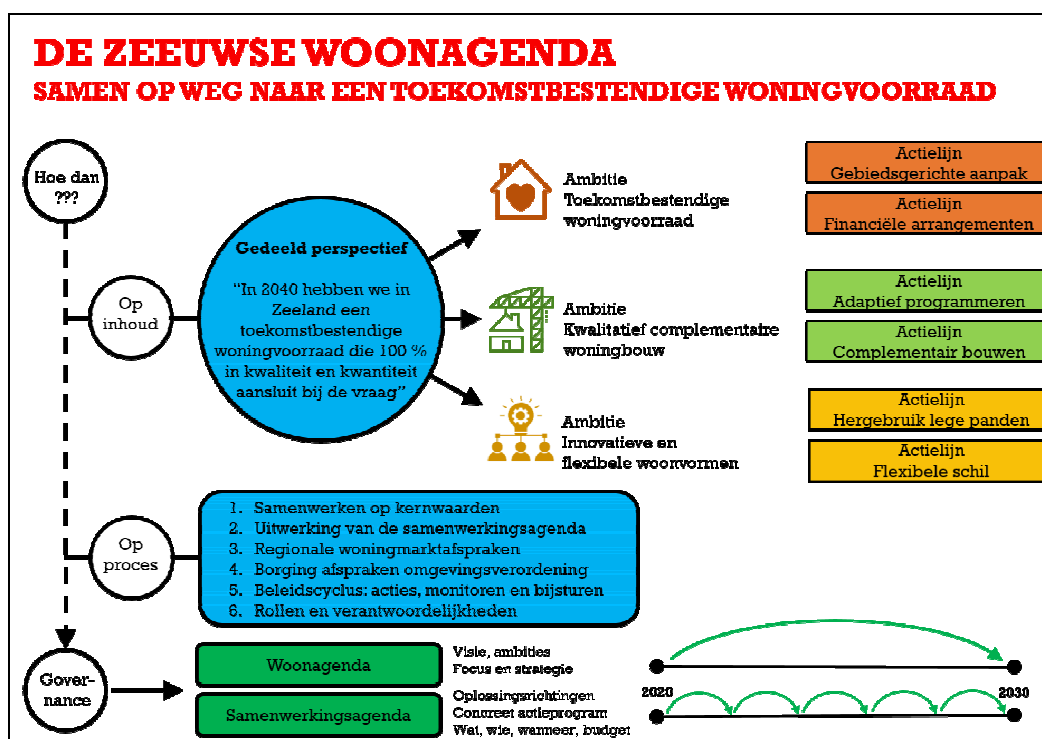 DE ZEEUWSE WOONAGENDA
SAMEN OP WEG NAAR EEN TOEKOMSTBESTENDIGE WONINGVOORRAAD
Hoe dan
???
Op
inhoud
Gedeeld perspectief
“In 2040 hebben we in
Zeeland een
toekomstbestendige
woningvoorraad die 100 %
in kwaliteit en kwantiteit
aansluit bij de vraag”
Ambitie
Toekomstbestendige
woningvoorraad
Actielijn
Gebiedsgerichte aanpak
Actielijn
Financiële arrangementen
Ambitie
Kwalitatief complementaire
woningbouw
Actielijn
Adaptief programmeren
Actielijn
Complementair bouwen
Ambitie
Innovatieve en
flexibele woonvormen
Actielijn
Hergebruik lege panden
Actielijn
Flexibele schil
Op
proces
1. Samenwerken op kernwaarden
2. Uitwerking van de samenwerkingsagenda
3. Regionale woningmarktafspraken
4. Borging afspraken omgevingsverordening
5. Beleidscyclus: acties, monitoren en bijsturen
6. Rollen en verantwoordelijkheden
Gover-
nance
Woonagenda
Visie, ambities
Focus en strategie
Samenwerkingsagenda
Oplossingsrichtingen
Concreet actieprogram
Wat, wie, wanneer, budget
2020
2030